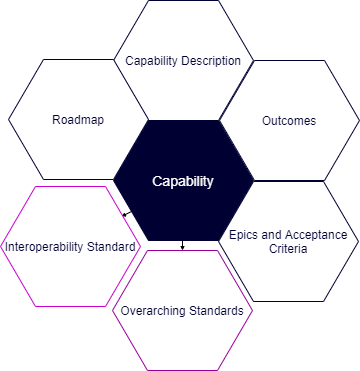 Capability Description
Roadmap
Outcomes
Capability
Interoperability Standard
Epics and Acceptance
Criteria
Overarching Standards